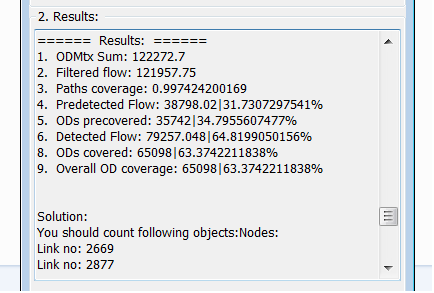 2. Results:
====== Results: ======
1. ODMtx Sum: 122272.7
2. Filtered flow: 121957.75
3. Paths coverage: 0.997424200169
4. Predetected Flow: 38798.02|31.7307297541%
5. ODs precovered: 35742|34.7955607477%
6. Detected Flow: 79257.048|64.8199050156%
8. ODs covered: 65098|63.3742211838%
9. Overall OD coverage: 65098|63.3742211838%
Solution:
You should count following objects:Nodes:
Link no: 2669
Link no: 2877